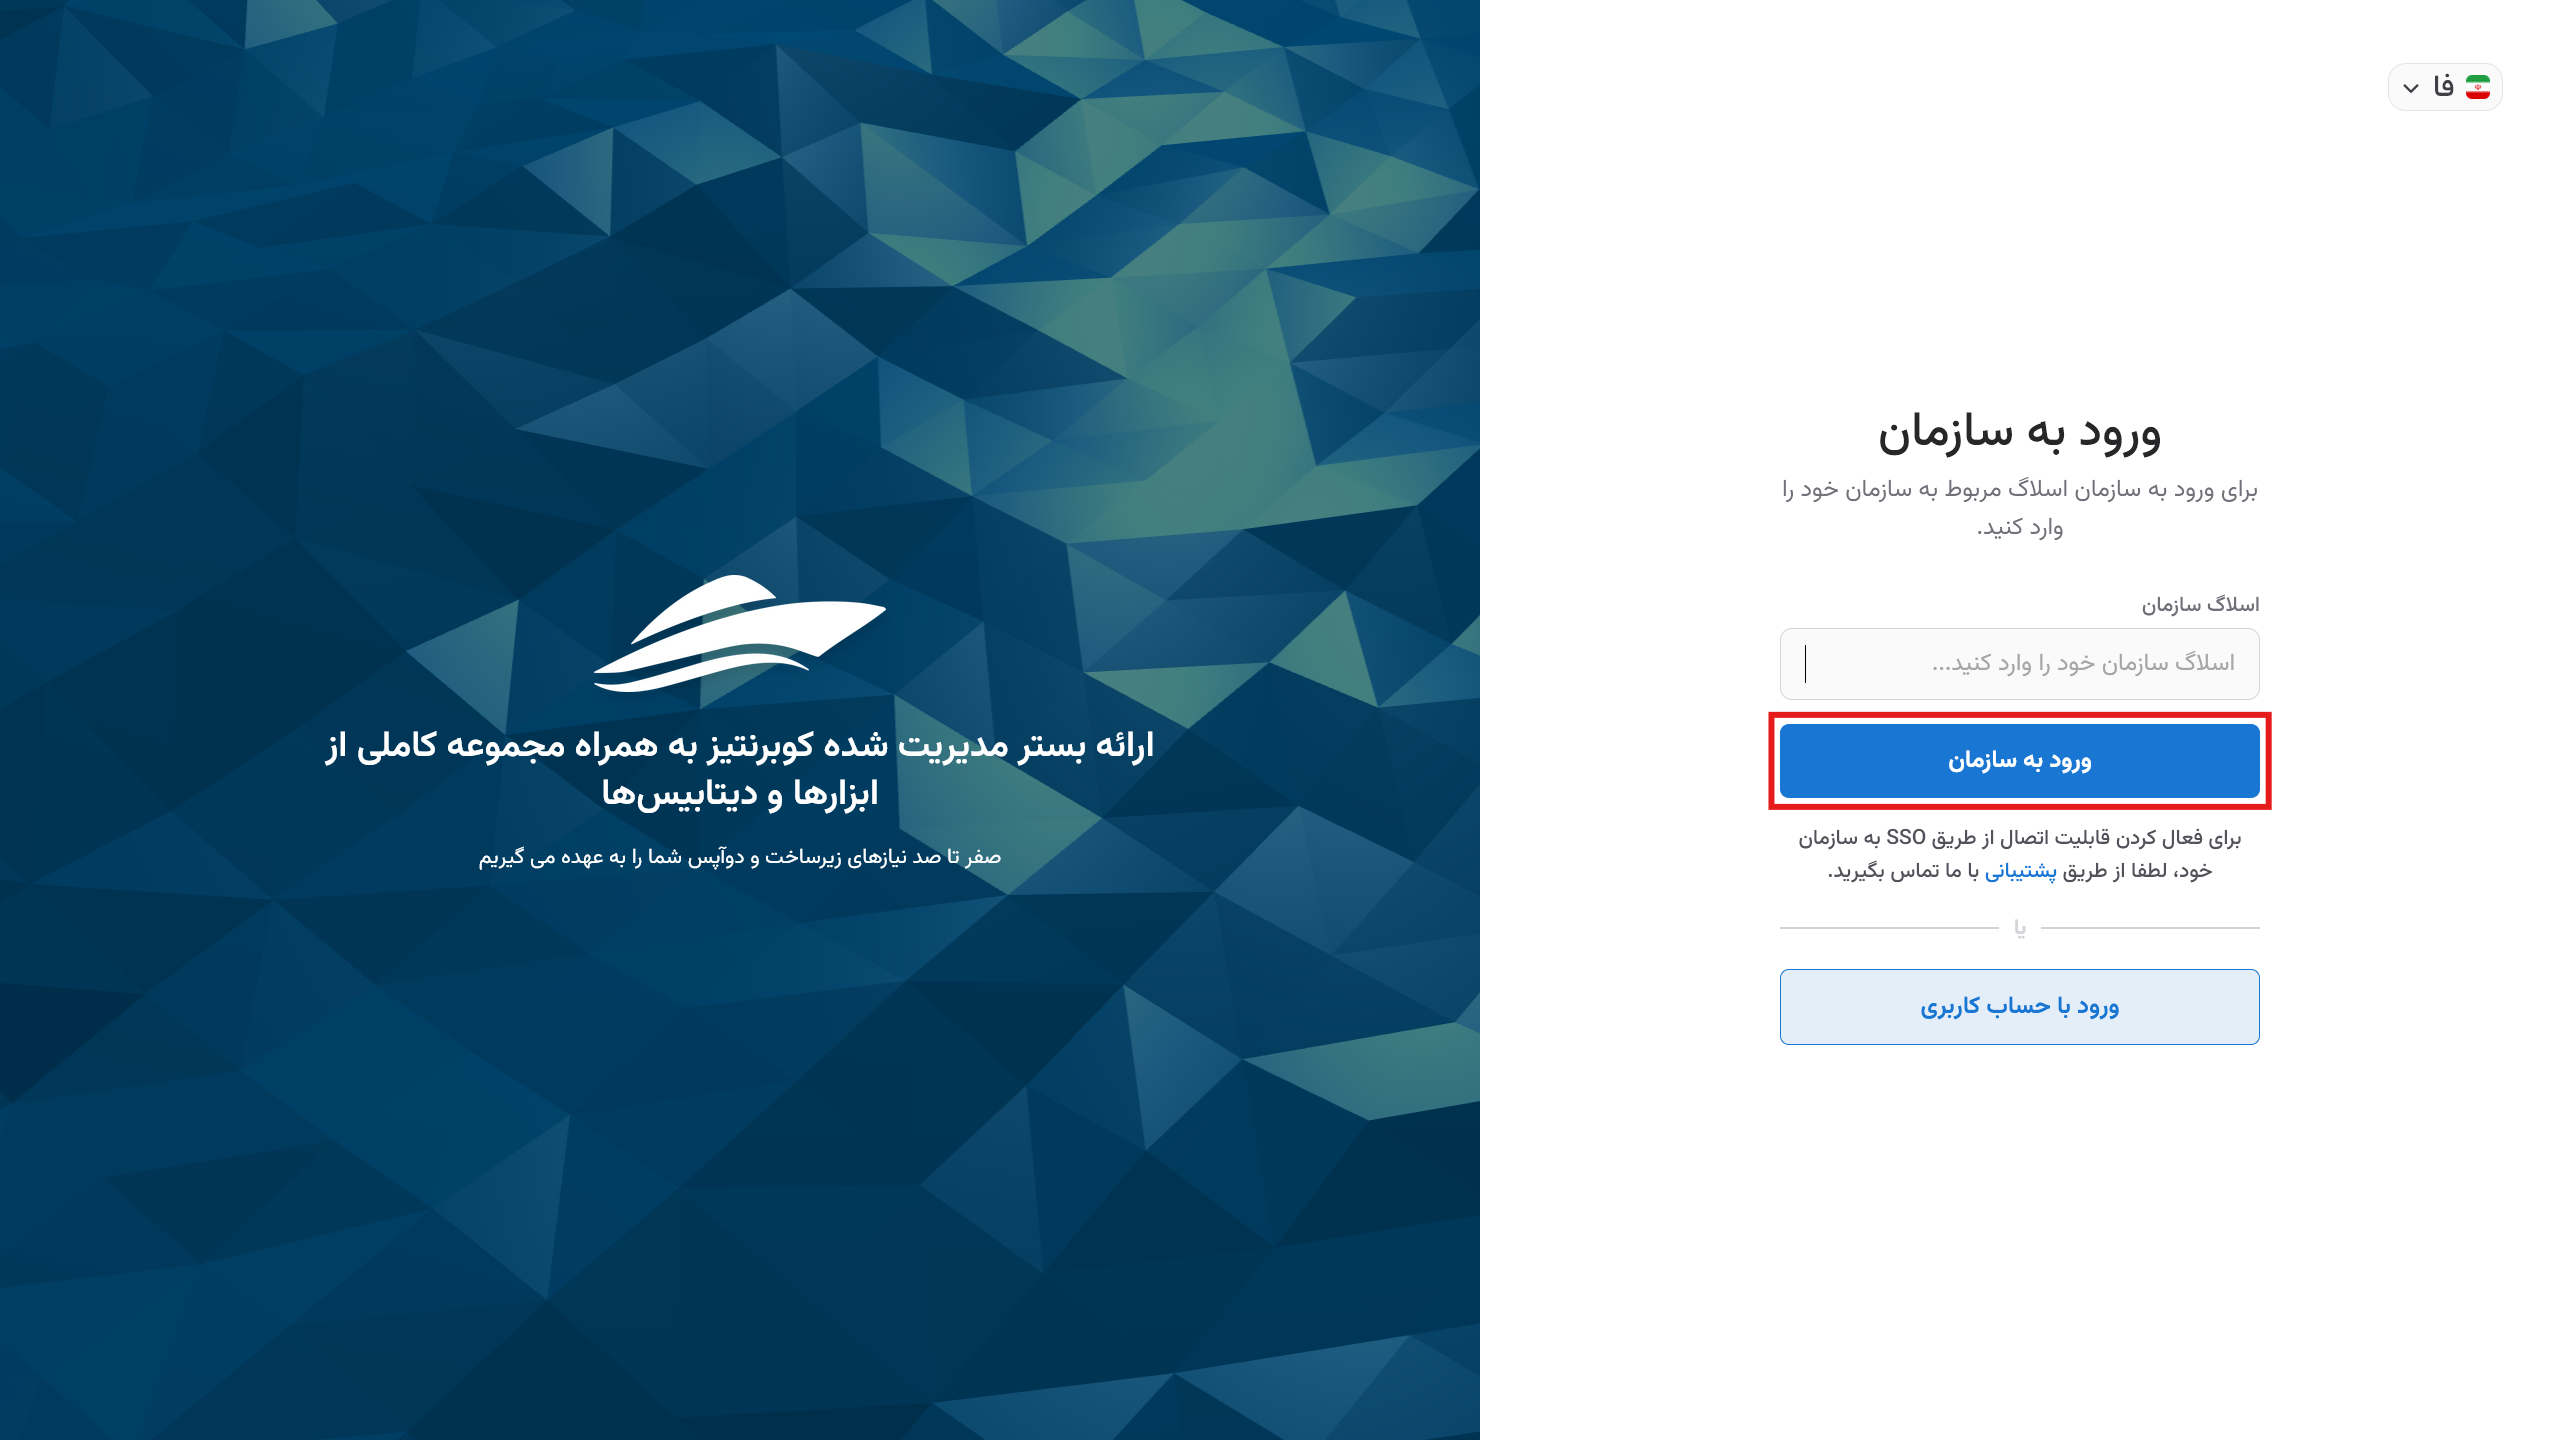 فا
ورود به سازمان
برای ورود به سازمان اسلاگ مربوط به سازمان خود را
وارد کنید.
اسلاگ سازمان
اسلاگ سازمان خود را وارد کنید...
ورود به سازمان
برای فعال کردن قابلیت اتصال از طریق SSO به سازمان
خود، لطفا از طریق پشتیبانی با ما تماس بگیرید.
یا
ورود با حساب کاربری
ارائه بستر مدیریت شده کوبرنتیز به همراه مجموعه کاملی از
ابزارها و دیتابیس‌ها
صفر تا صد نیازهای زیرساخت و دوآپس شما را به عهده می گیریم